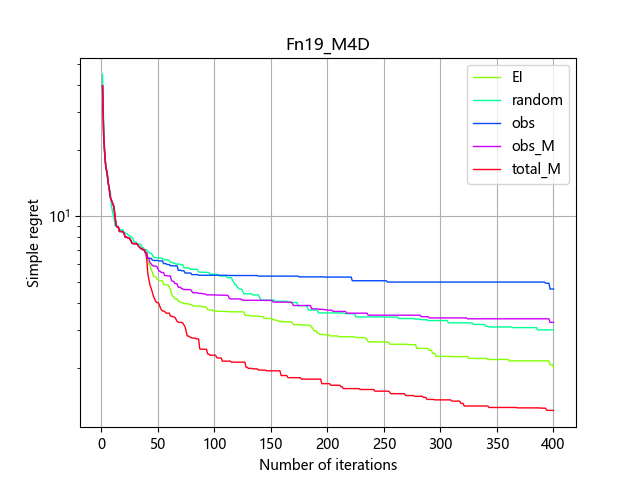 Fn19_M4D
EI
random
obs
obs_M
total_M
Simple regret
10¹
0 50 100 150 200 250 300 350 400
Number of iterations